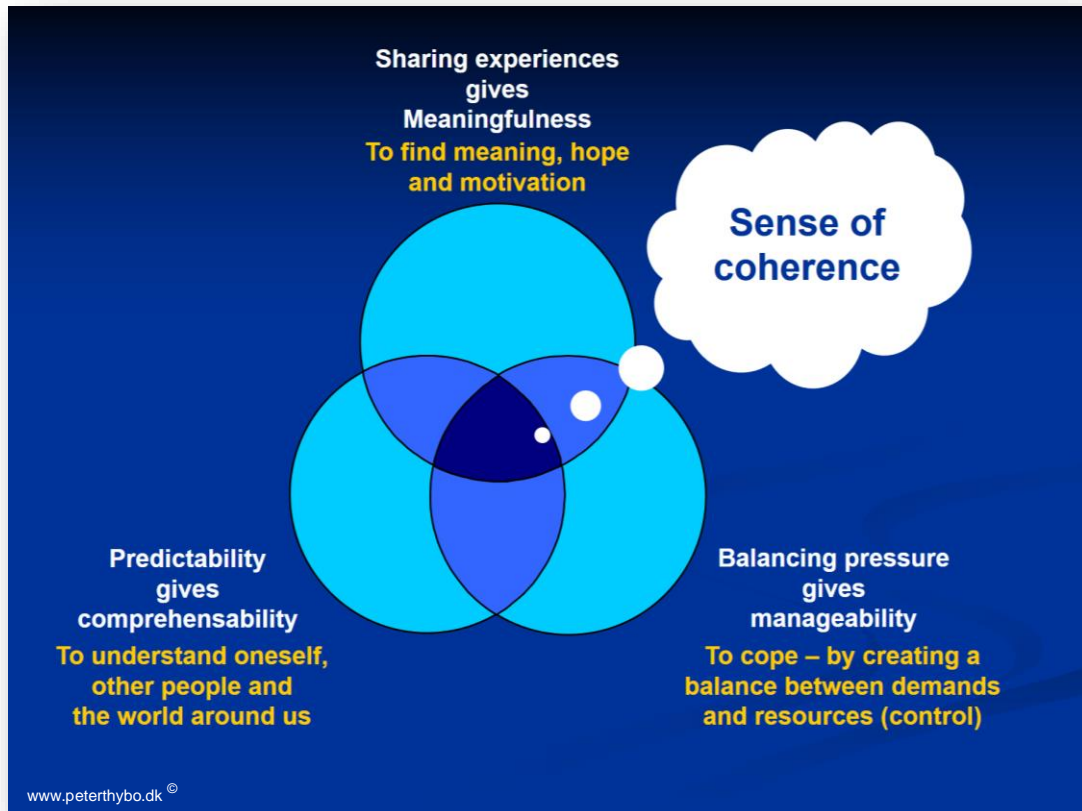 Sharing experiences
gives
Meaningfulness
To find meaning, hope
and motivation
Sense of
coherence
Predictability
gives
comprehensability
To understand oneself,
other people and
the world around us
Balancing pressure
gives
manageability
To cope – by creating a
balance between demands
and resources (control)
www.peterthybo.dk ©